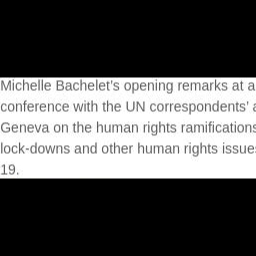 Michelle Bachelet's opening remarks at a
conference with the UN correspondents'
Geneva on the human rights ramifications
lock-downs and other human rights issues
19.